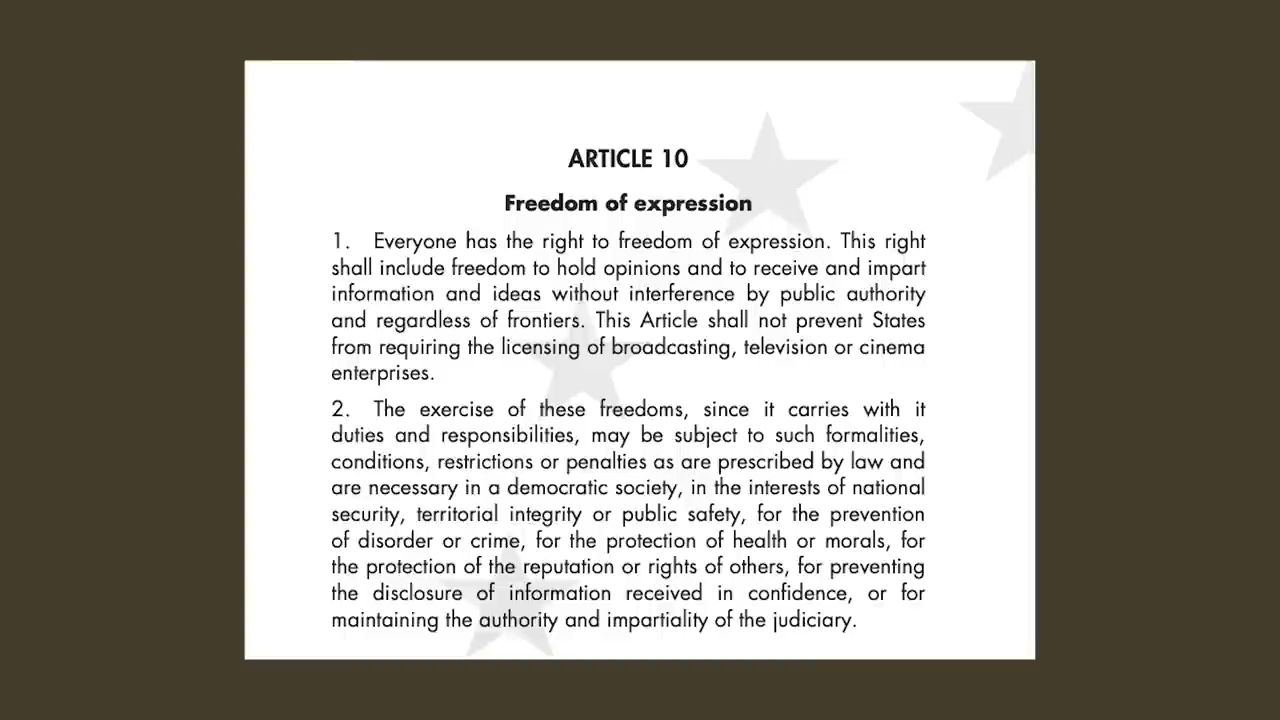 ARTICLE 10
Freedom of expression
1. Everyone has the right to freedom of expression. This right
shall include freedom to hold opinions and to receive and impart
information and ideas without interference by public authority
and regardless of frontiers. This Article shall not prevent States
from requiring the licensing of broadcasting, television or cinema
enterprises.
2. The exercise of these freedoms, since it carries with it
duties and responsibilities, may be subject to such formalities,
conditions, restrictions or penalties as are prescribed by law and
are necessary in a democratic society, in the interests of national
security, territorial integrity or public safety, for the prevention
of disorder or crime, for the protection of health or morals, for
the protection of the reputation or rights of others, for preventing
the disclosure of information received in confidence, or for
maintaining the authority and impartiality of the judiciary.